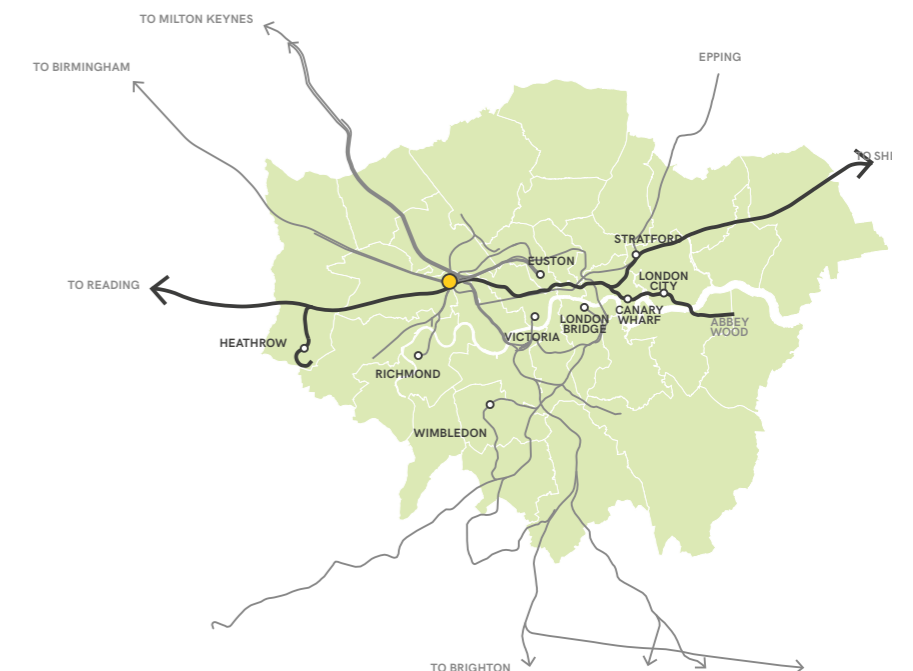 TO MILTON KEYNES
EPPING
TO BIRMINGHAM
TO SHE
STRATFORD
EUSTON
LONDON
CITY
TO READING
LONDON
BRIDGE
CANARY
WHARF
ABBEY
WOOD
VICTORIA
HEATHROW
RICHMOND
WIMBLEDON
TO BRIGHTON